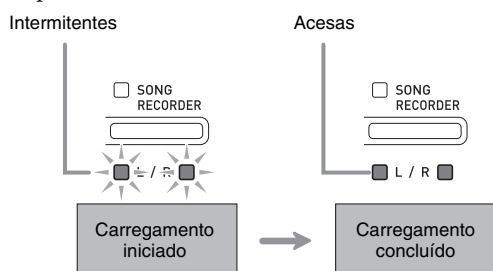 Intermitentes
Acesas
SONG
RECORDER
SONG
RECORDER
L / R
L / R
Carregamento
iniciado
Carregamento
concluído